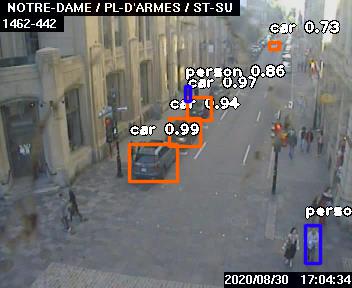 NOTRE-DAME / PL-D'ARMES / ST-SU
1462-442
car 0.73
person 0.86
car 0.97
car 0.94
car 0.99
perso
2020/08/30 17:04:34